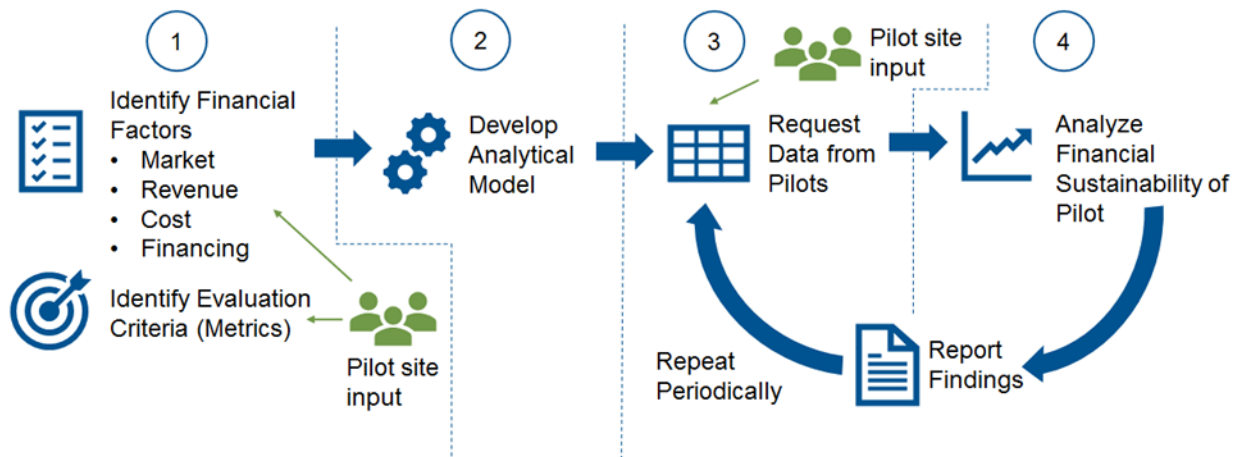 1
Identify Financial
Factors
• Market
• Revenue
• Cost
• Financing
Identify Evaluation
Criteria (Metrics)
Pilot site
input
2
Develop
Analytical
Model
3
Pilot site
input
Request
Data from
Pilots
4
Analyze
Financial
Sustainability of
Pilot
Report
Findings
Repeat
Periodically